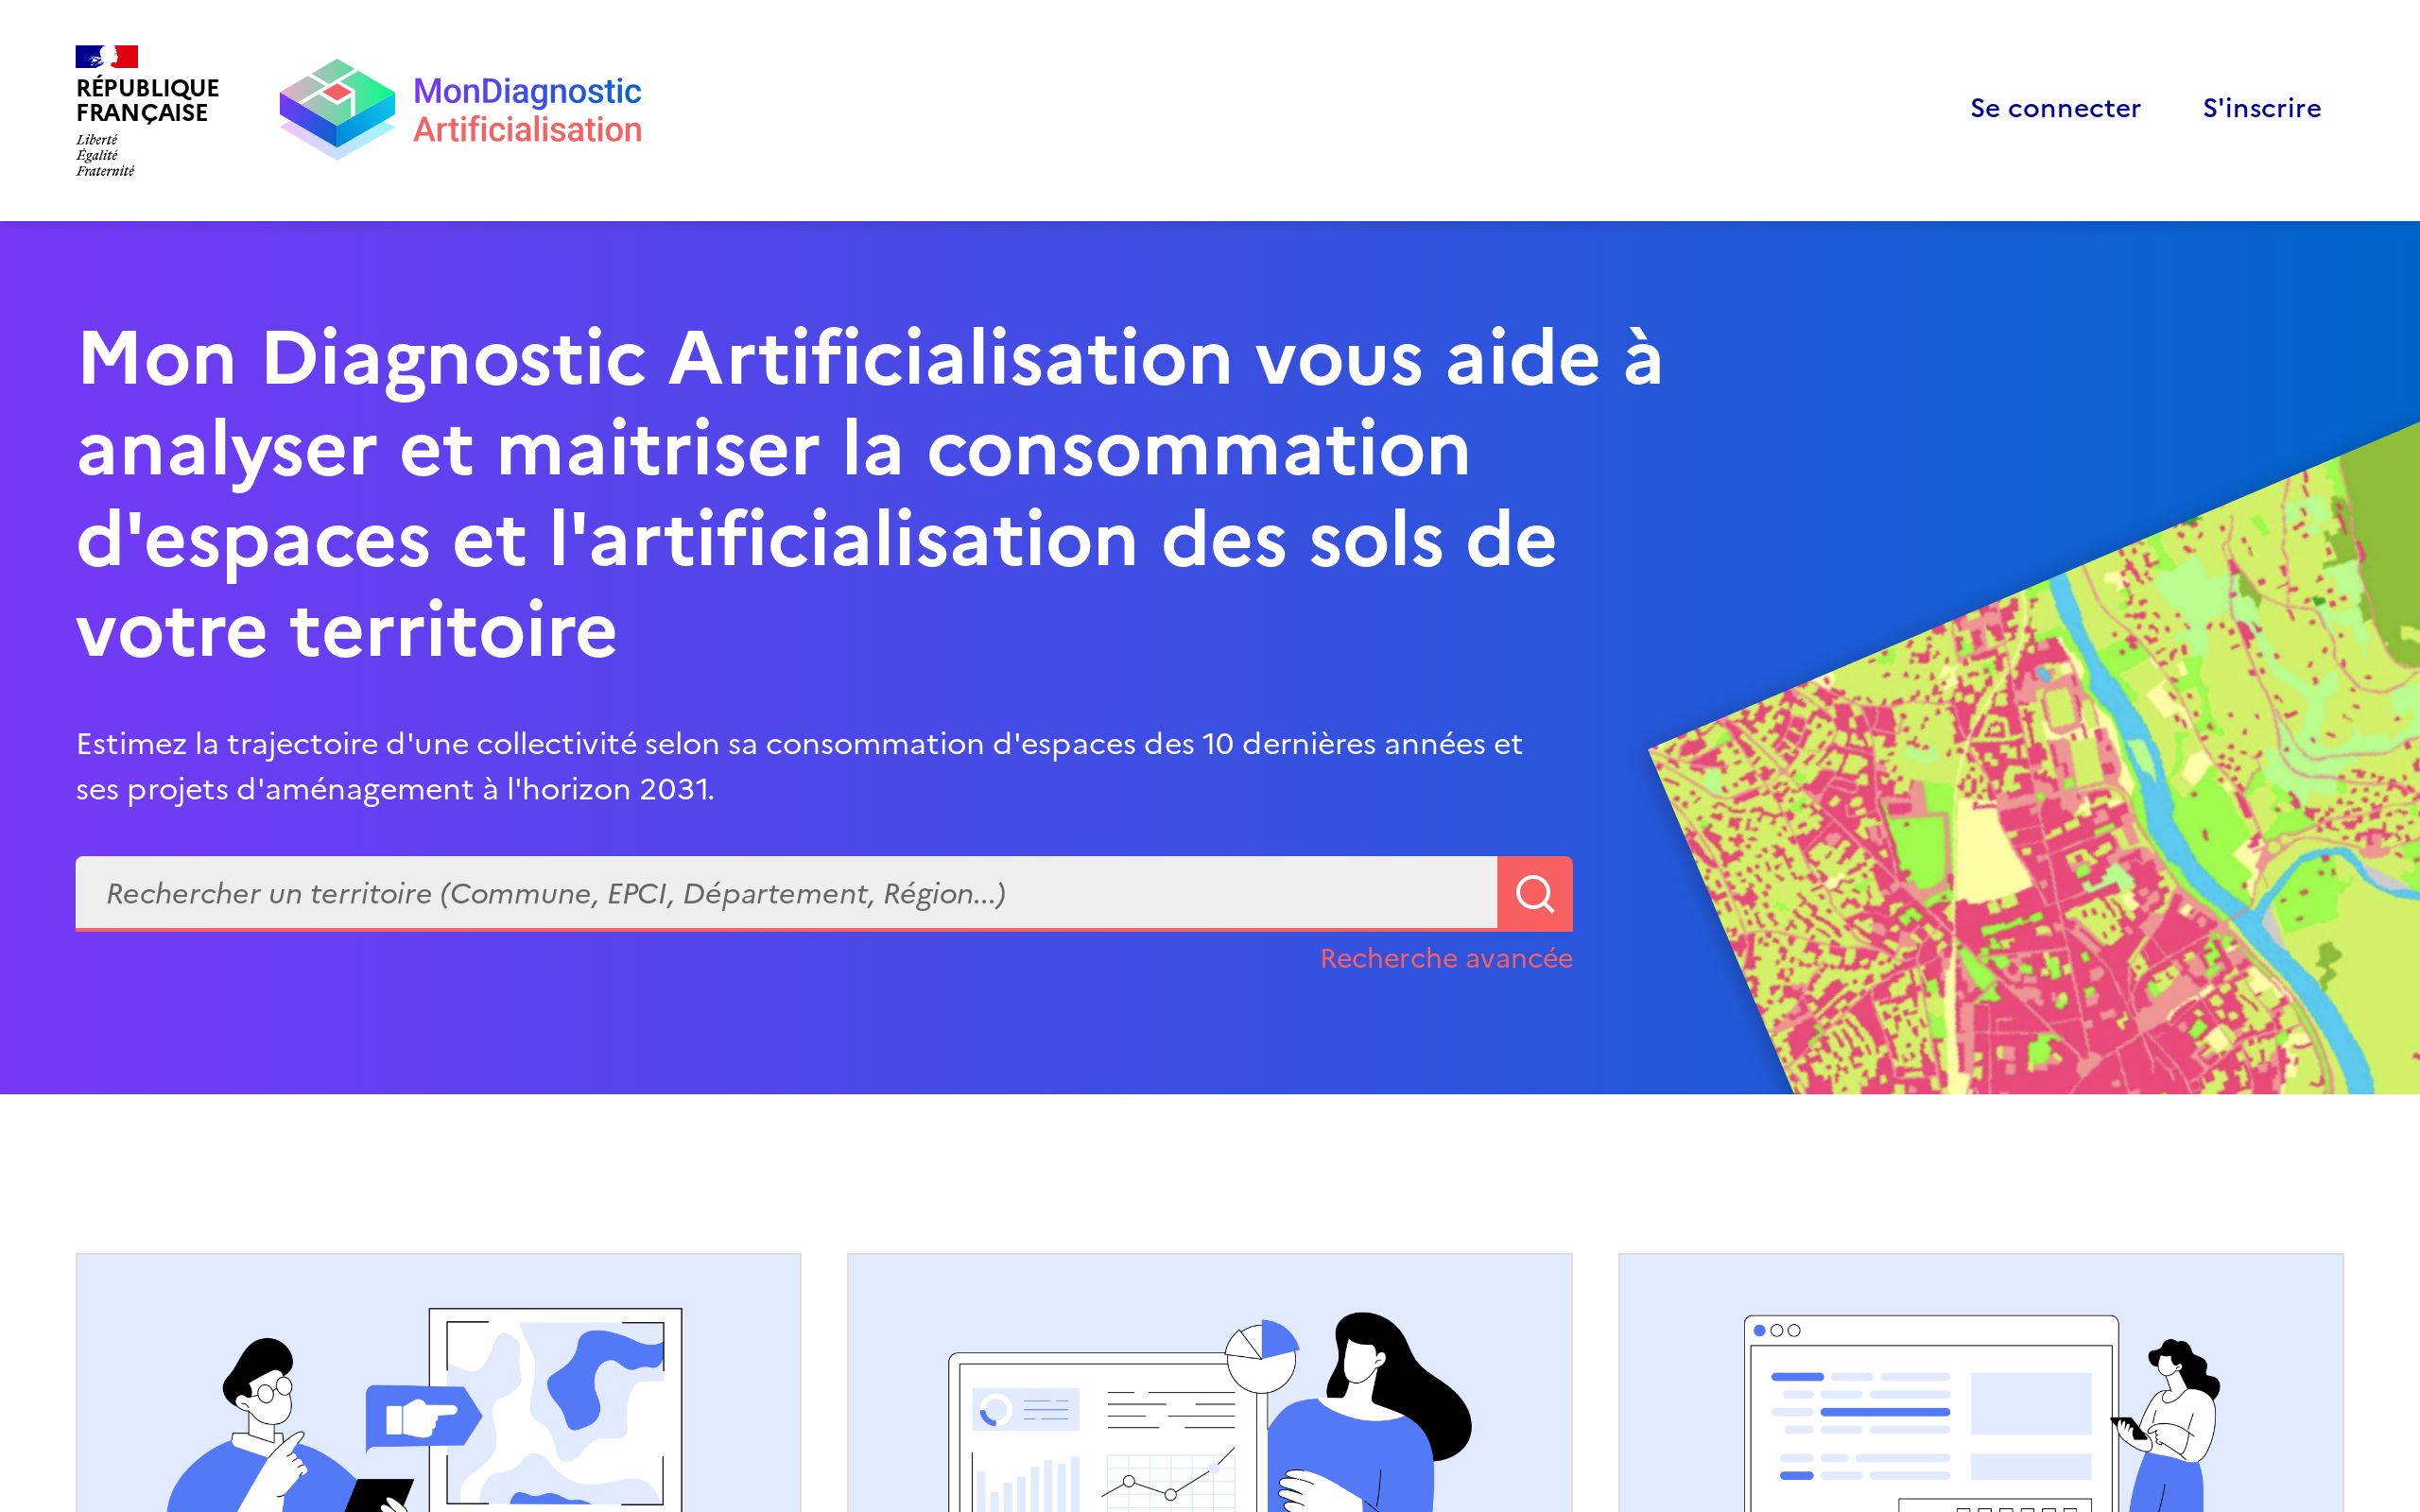 RÉPUBLIQUE
FRANÇAISE
Liberté
Égalité
Fraternité
MonDiagnostic
Artificialisation
Se connecter
S'inscrire
Mon Diagnostic Artificialisation vous aide à
analyser et maitriser la consommation
d'espaces et l'artificialisation des sols de
votre territoire
Estimez la trajectoire d'une collectivité selon sa consommation d'espaces des 10 dernières années et
ses projets d'aménagement à l'horizon 2031.
Rechercher un territoire (Commune, EPCI, Département, Région...)
Recherche avancée